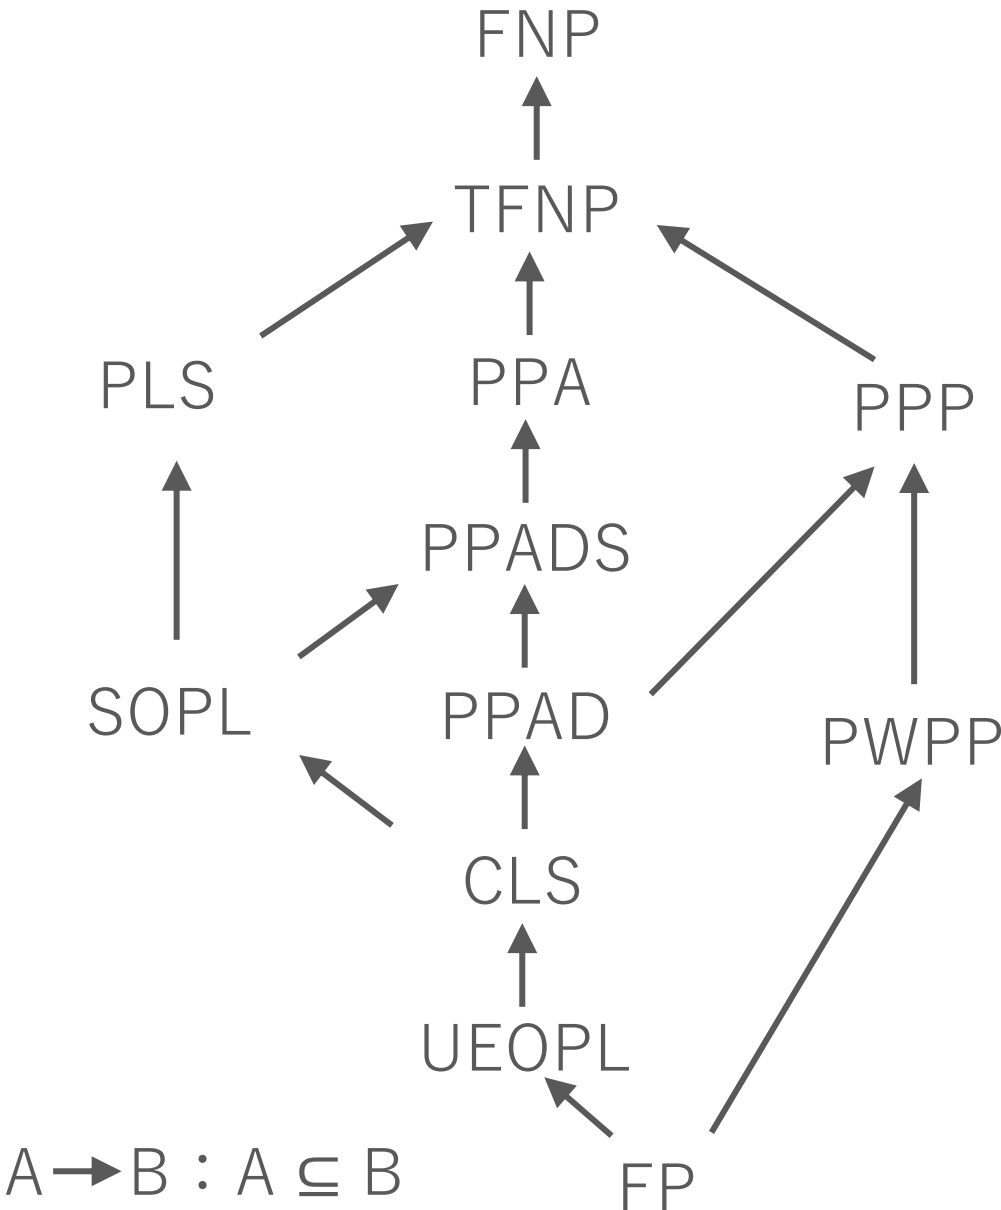 FNP
TFNP
PLS
PPA
PPP
PPADS
SOPL
PPAD
PWPP
CLS
UEOPL
A → B : A ⊆ B
FP